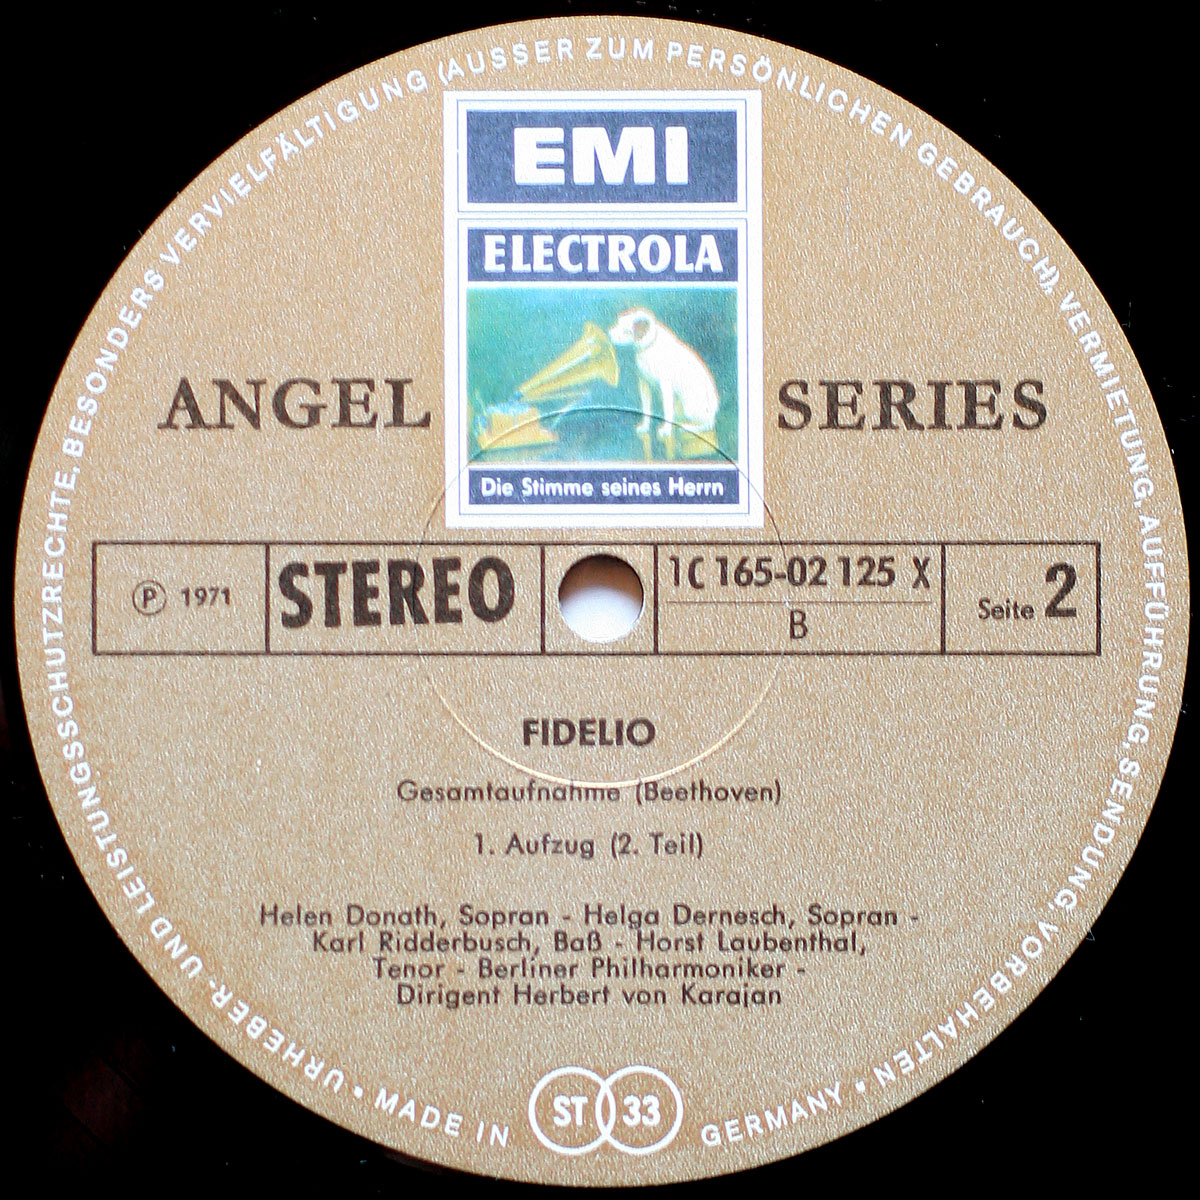 URHEBER- UND LEISTUNGSSCHUTZRECHTE, BESONDERS VERVIELFÄLTIGUNG (AUSSER ZUM PERSÖNLICHEN GEBRAUCH), VERMIETUNG, AUFFÜHRUNG, SENDUNG, VORBEHALTEN •
EMI
ELECTROLA
ANGEL SERIES
Die Stimme seines Herrn
Ⓟ 1971
STEREO
1C 165-02 125 X
B
Seite 2
FIDELIO
Gesamtaufnahme (Beethoven)
1. Aufzug (2. Teil)
Helen Donath, Sopran - Helga Dernesch, Sopran -
Karl Ridderbusch, Baß - Horst Laubenthal,
Tenor - Berliner Philharmoniker -
Dirigent Herbert von Karajan
ST 33
• MADE IN GERMANY